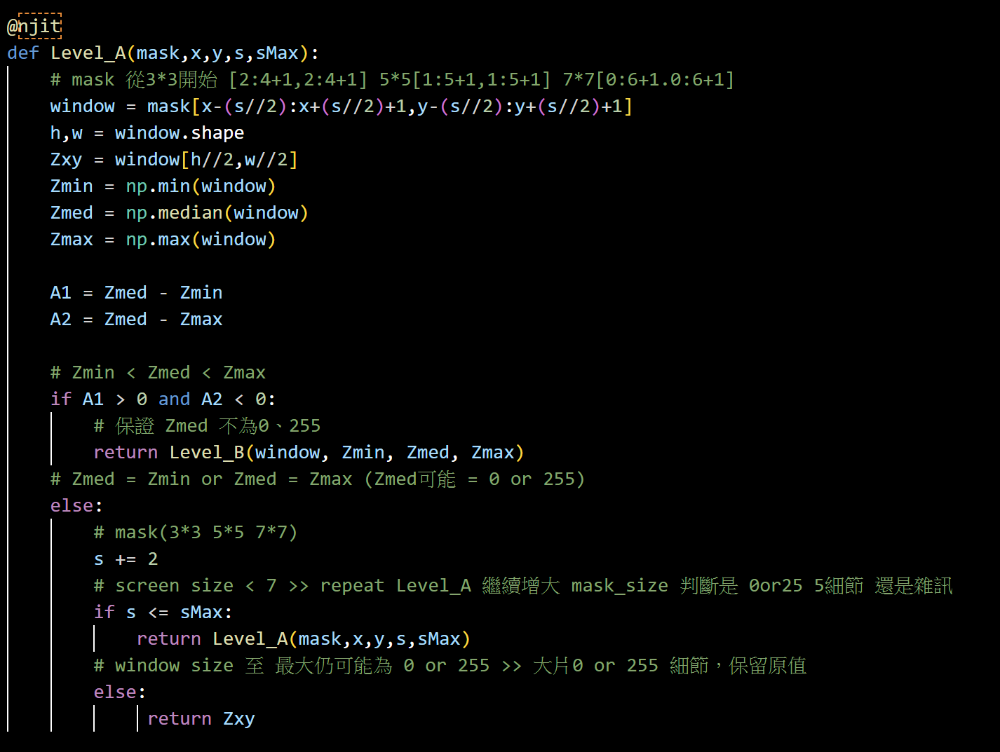 @njit
def Level_A(mask,x,y,s,sMax):
    # mask 從3*3開始 [2:4+1,2:4+1] 5*5[1:5+1,1:5+1] 7*7[0:6+1.0:6+1]
    window = mask[x-(s//2):x+(s//2)+1,y-(s//2):y+(s//2)+1]
    h,w = window.shape
    Zxy = window[h//2,w//2]
    Zmin = np.min(window)
    Zmed = np.median(window)
    Zmax = np.max(window)

    A1 = Zmed - Zmin
    A2 = Zmed - Zmax

    # Zmin < Zmed < Zmax
    if A1 > 0 and A2 < 0:
        # 保證 Zmed 不為0、255
        return Level_B(window, Zmin, Zmed, Zmax)
    # Zmed = Zmin or Zmed = Zmax (Zmed可能 = 0 or 255)
    else:
        # mask(3*3 5*5 7*7)
        s += 2
        # screen size < 7 >> repeat Level_A 繼續增大 mask_size 判斷是 0or25 5細節 還是雜訊
        if s <= sMax:
            return Level_A(mask,x,y,s,sMax)
        # window size 至 最大仍可能為 0 or 255 >> 大片0 or 255 細節，保留原值
        else:
             return Zxy